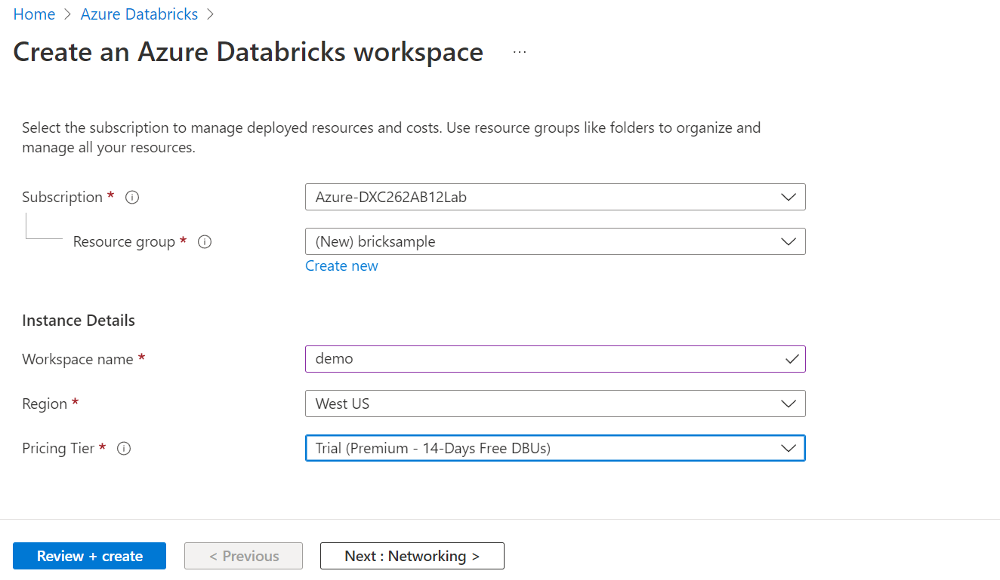 Home > Azure Databricks >
Create an Azure Databricks workspace ...
Select the subscription to manage deployed resources and costs. Use resource groups like folders to organize and
manage all your resources.
Subscription * Azure-DXC262AB12Lab
Resource group * (New) bricksample
Create new
Instance Details
Workspace name * demo
Region * West US
Pricing Tier * Trial (Premium - 14-Days Free DBUs)
Review + create < Previous Next : Networking >